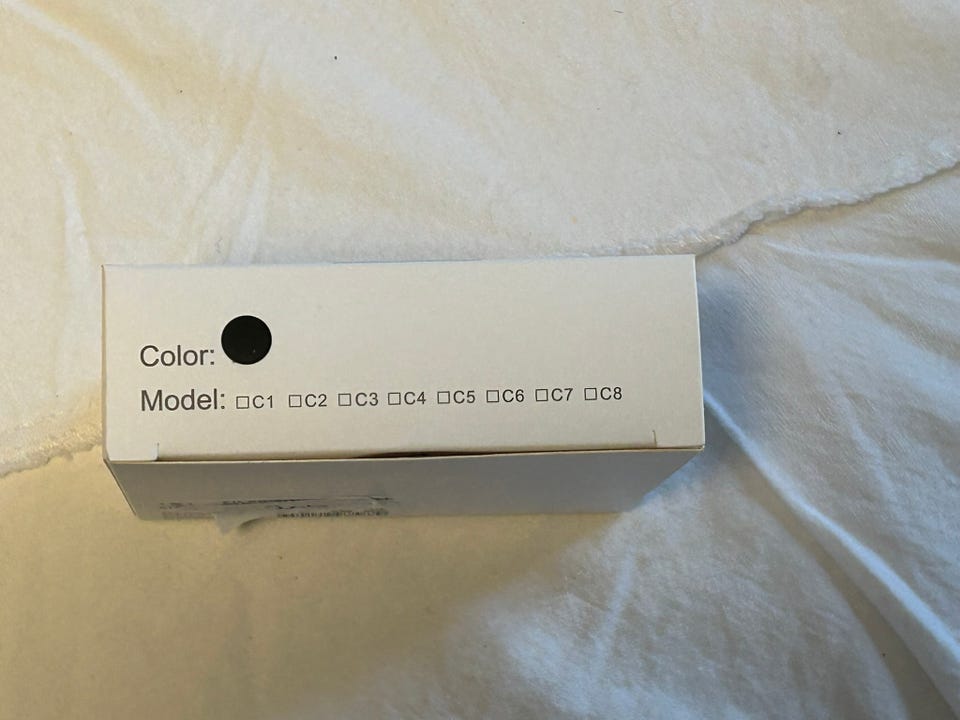 Color:
Model: □C1 □C2 □C3 □C4 □C5 □C6 □C7 □C8